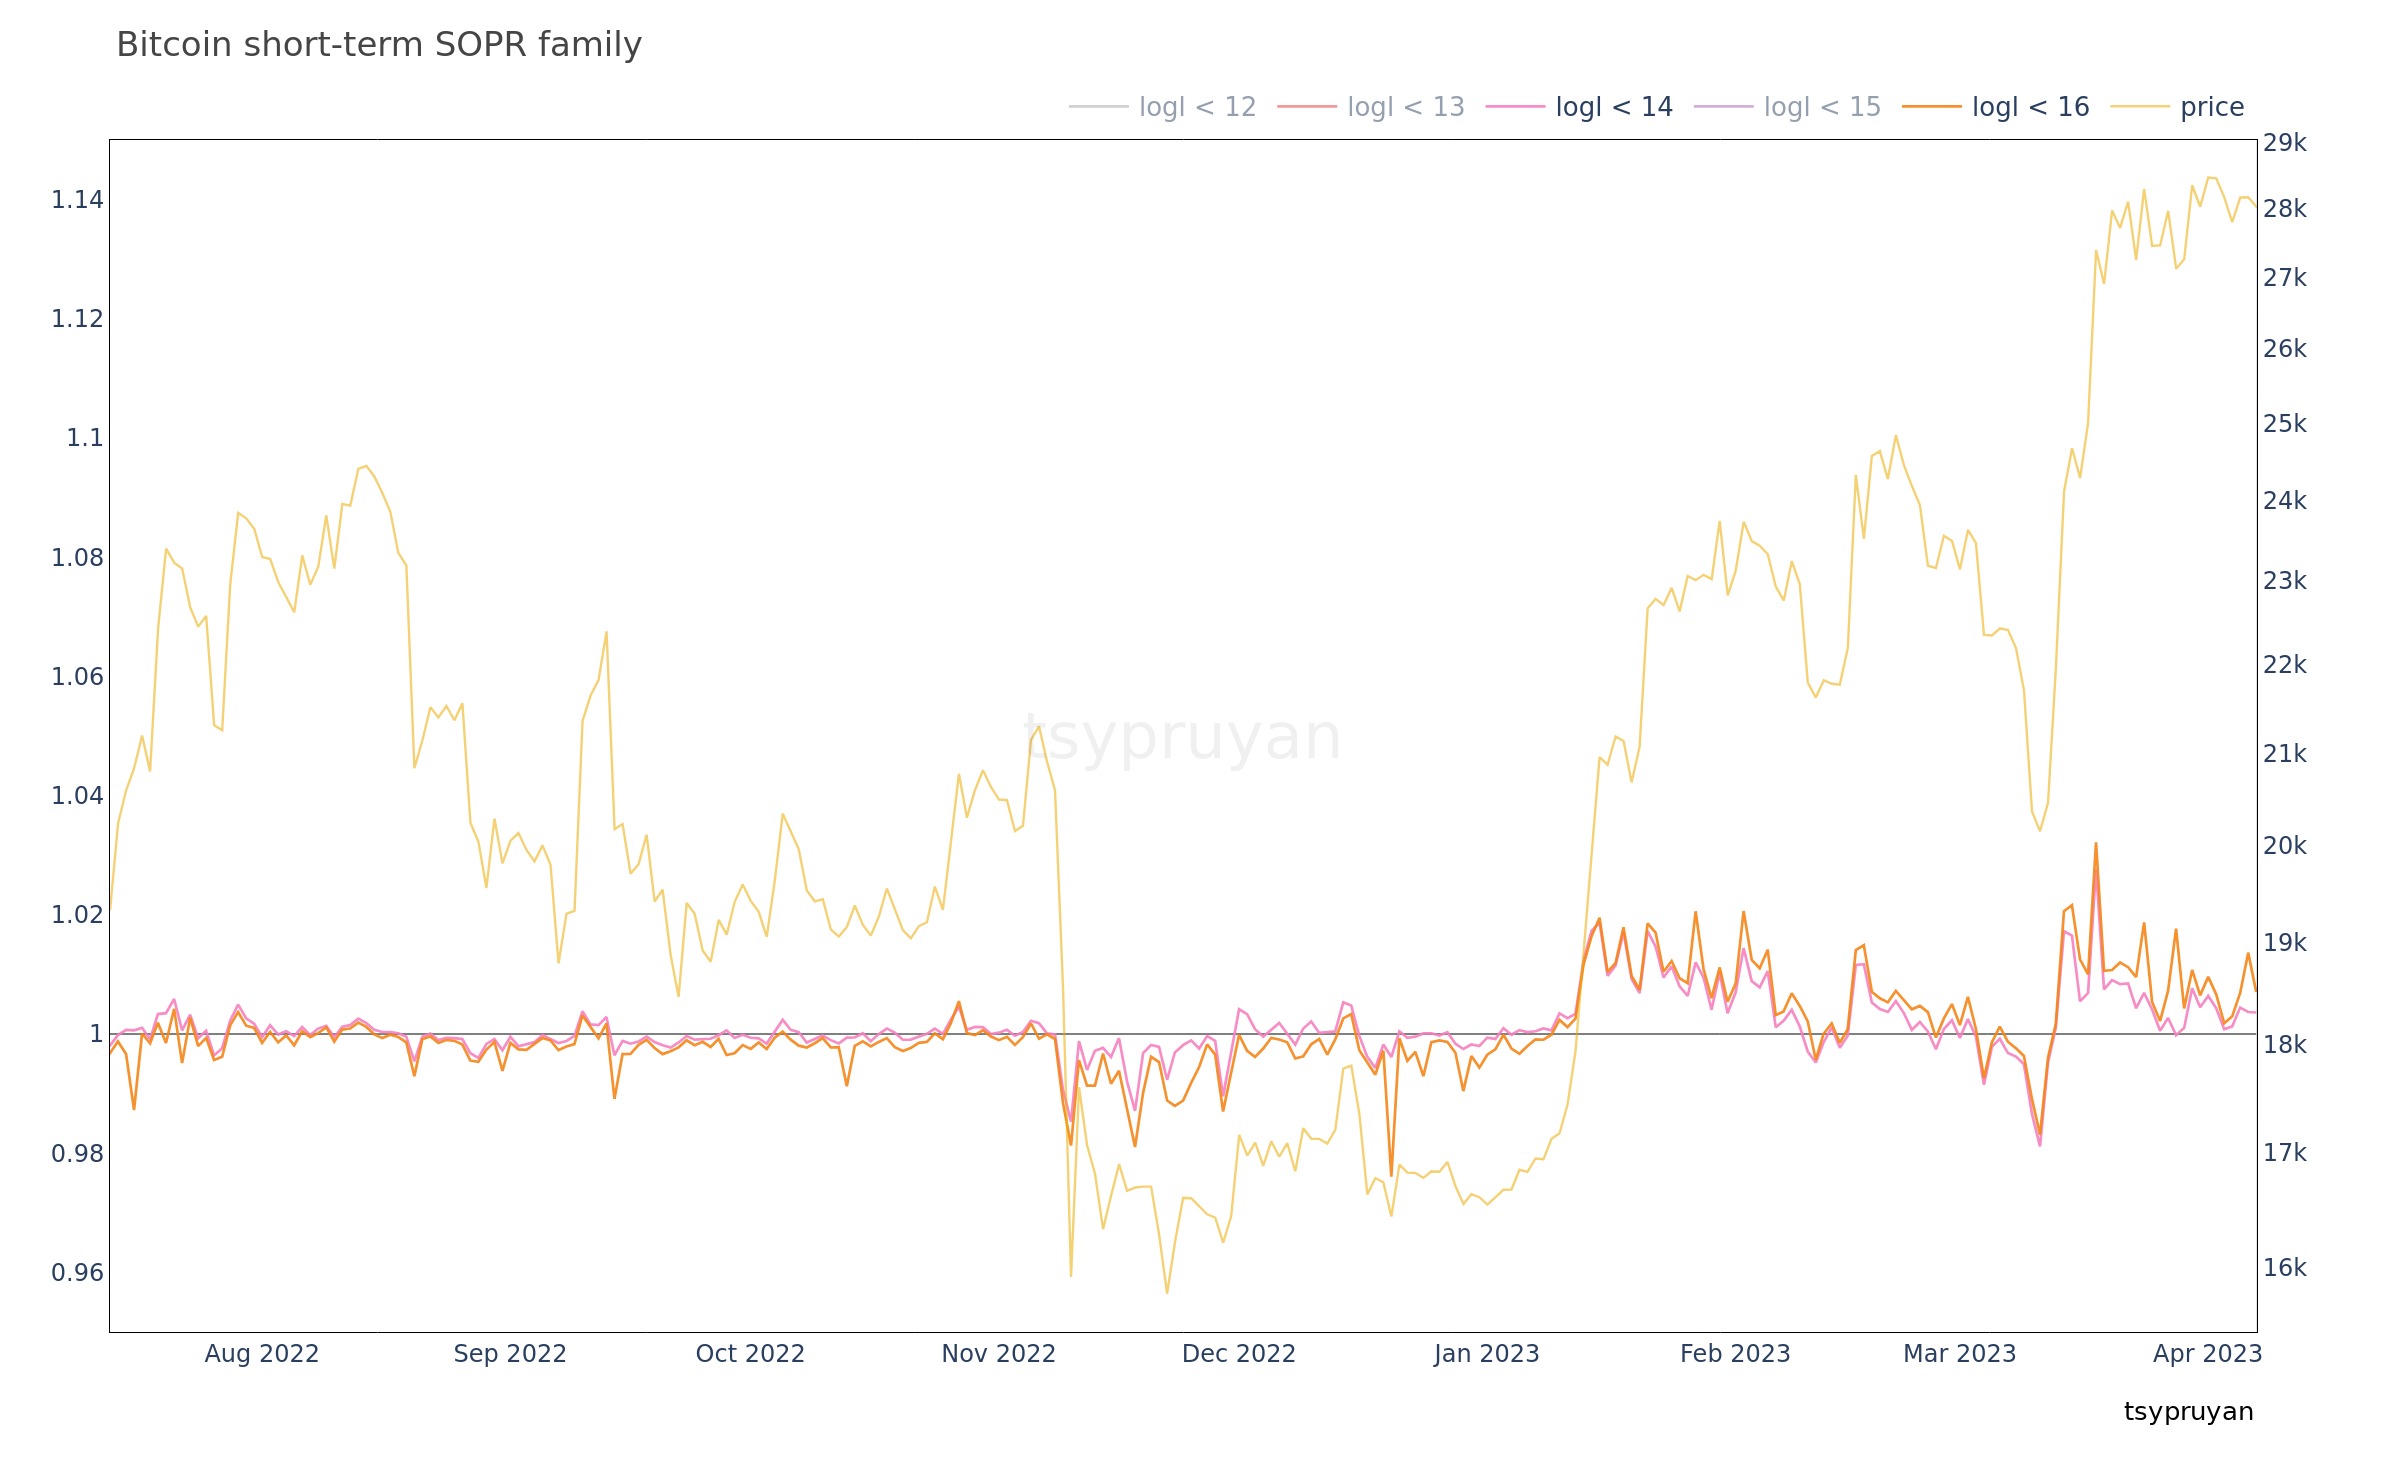 Bitcoin short-term SOPR family
logl < 12 logl < 13 logl < 14 logl < 15 logl < 16 price
1.14
1.12
1.1
1.08
1.06
1.04
1.02
1
0.98
0.96
29k
28k
27k
26k
25k
24k
23k
22k
21k
20k
19k
18k
17k
16k
tsypruyan
Aug 2022 Sep 2022 Oct 2022 Nov 2022 Dec 2022 Jan 2023 Feb 2023 Mar 2023 Apr 2023
tsypruyan